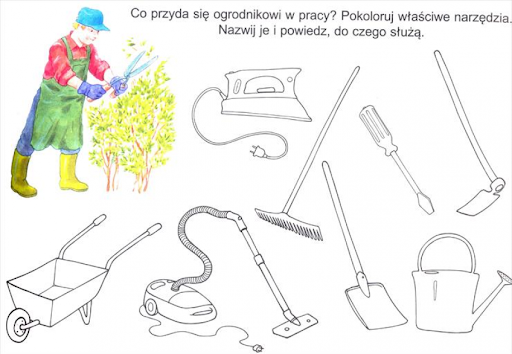 Co przyda się ogrodnikowi w pracy? Pokoloruj właściwe narzędzia.
Nazwij je i powiedz, do czego służą.